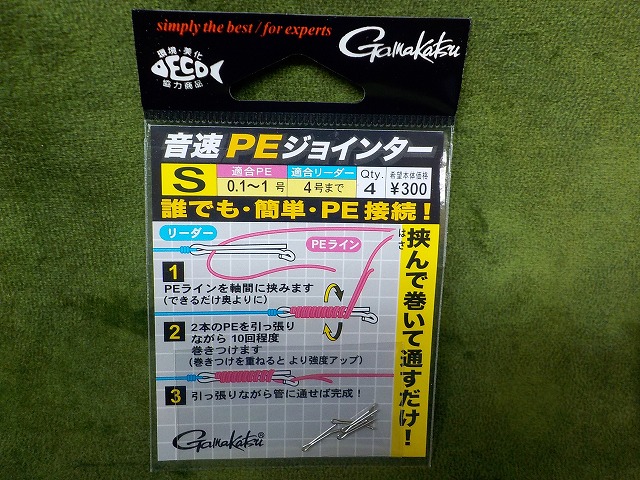 simply the best / for experts
Gamakatsu
環境・美化
DECO
協力商品
音速 PE ジョインター
S
適合PE
0.1〜1 号
適合リーダー
4号まで
Qty.
4
希望本体価格
¥300
誰でも・簡単・PE 接続！
挟んで巻いて通すだけ！
はさ
リーダー
PEライン
1
PEラインを軸間に挟みます
(できるだけ奥よりに)
2
2本のPEを引っ張り
ながら 10回程度
巻きつけます
(巻きつけを重ねると より強度アップ)
3
引っ張りながら管に通せば完成！
Gamakatsu®